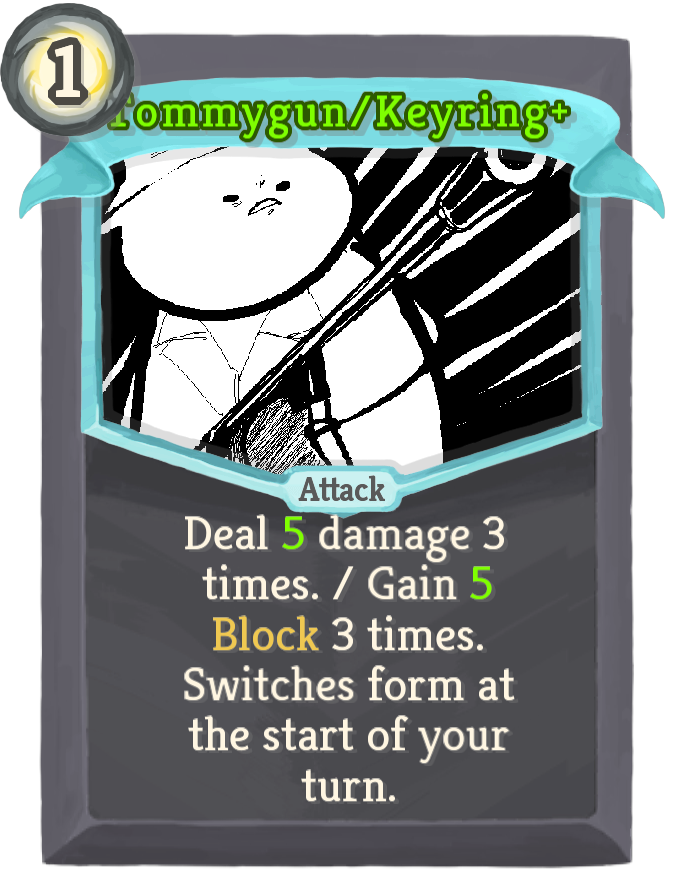 1
Tommygun/Keyring+
Attack
Deal 5 damage 3
times. / Gain 5
Block 3 times.
Switches form at
the start of your
turn.